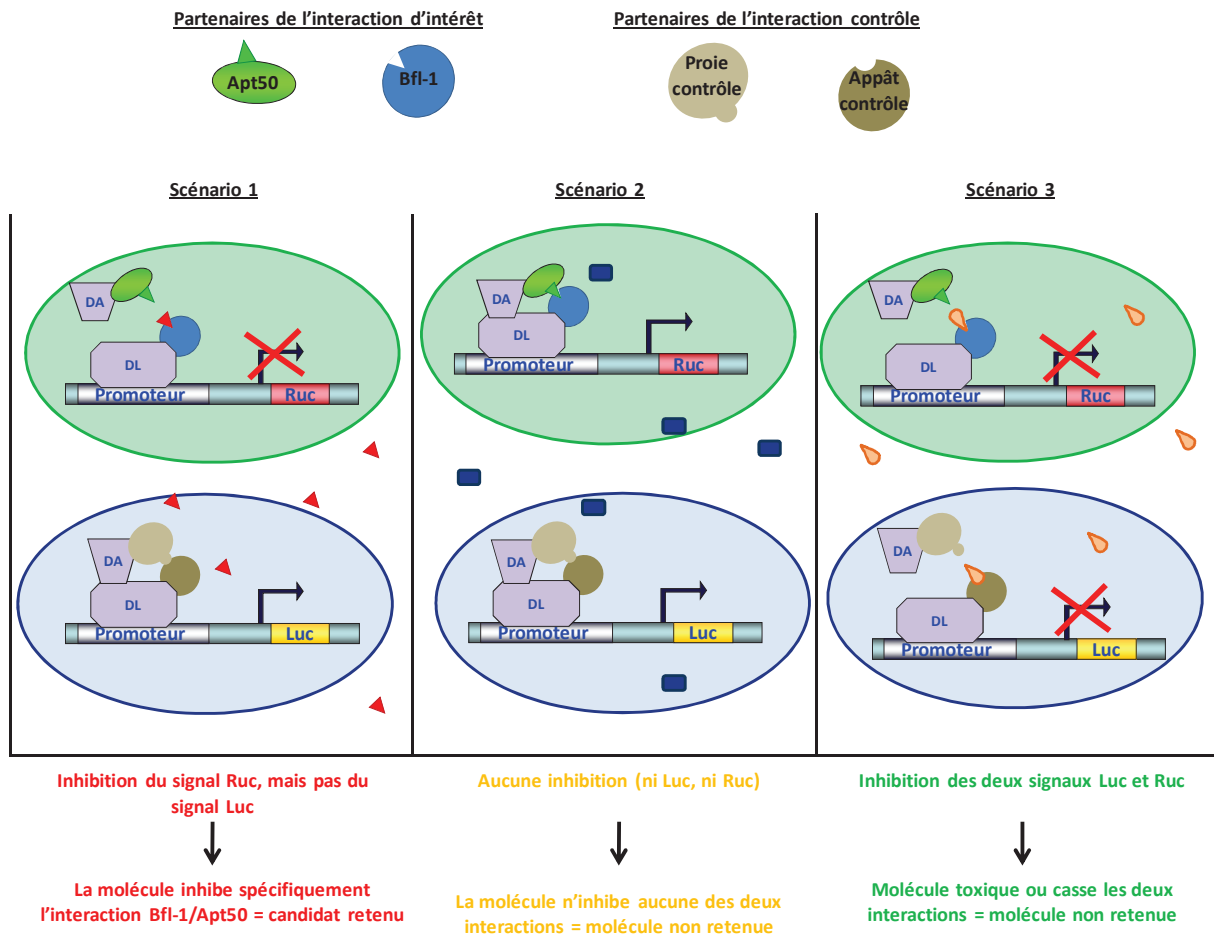 Partenaires de l'interaction d'intérêt
Partenaires de l'interaction contrôle
Apt50
Bfl-1
Proie
contrôle
Appât
contrôle
Scénario 1
Scénario 2
Scénario 3
DA
DL
Promoteur
Ruc
DA
DL
Promoteur
Ruc
DA
DL
Promoteur
Ruc
DA
DL
Promoteur
Luc
DA
DL
Promoteur
Luc
DA
DL
Promoteur
Luc
Inhibition du signal Ruc, mais pas du
signal Luc
Aucune inhibition (ni Luc, ni Ruc)
Inhibition des deux signaux Luc et Ruc
La molécule inhibe spécifiquement
l'interaction Bfl-1/Apt50 = candidat retenu
La molécule n'inhibe aucune des deux
interactions = molécule non retenue
Molécule toxique ou casse les deux
interactions = molécule non retenue